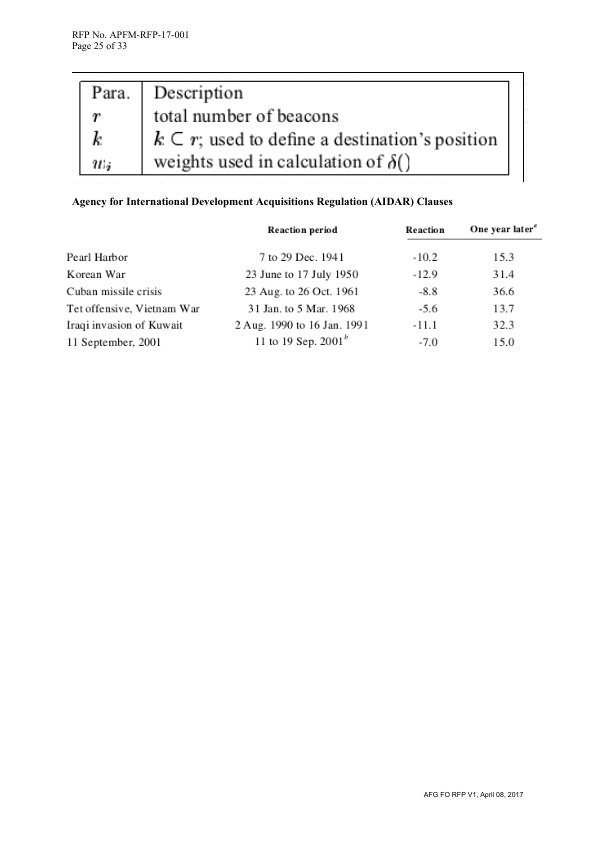 RFP No. APFM-RFP-17-001
Page 25 of 33
Para. Description
r total number of beacons
k k ⊂ r; used to define a destination's position
w_i weights used in calculation of δ()
Agency for International Development Acquisitions Regulation (AIDAR) Clauses
Reaction period Reaction One year later^a
Pearl Harbor 7 to 29 Dec. 1941 -10.2 15.3
Korean War 23 June to 17 July 1950 -12.9 31.4
Cuban missile crisis 23 Aug. to 26 Oct. 1961 -8.8 36.6
Tet offensive, Vietnam War 31 Jan. to 5 Mar. 1968 -5.6 13.7
Iraqi invasion of Kuwait 2 Aug. 1990 to 16 Jan. 1991 -11.1 32.3
11 September, 2001 11 to 19 Sep. 2001^b -7.0 15.0
AFG FO RFP V1, April 08, 2017